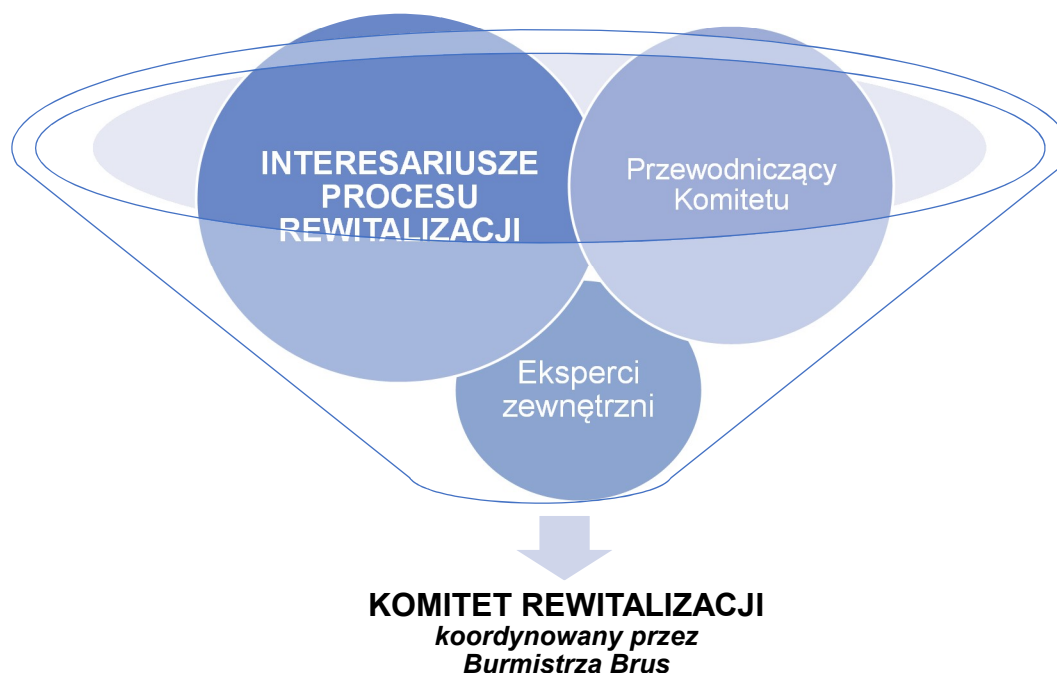 INTERESARIUSZE
PROCESU
REWITALIZACJI
Przewodniczący
Komitetu
Eksperci
zewnętrzni
KOMITET REWITALIZACJI
koordynowany przez
Burmistrza Brus